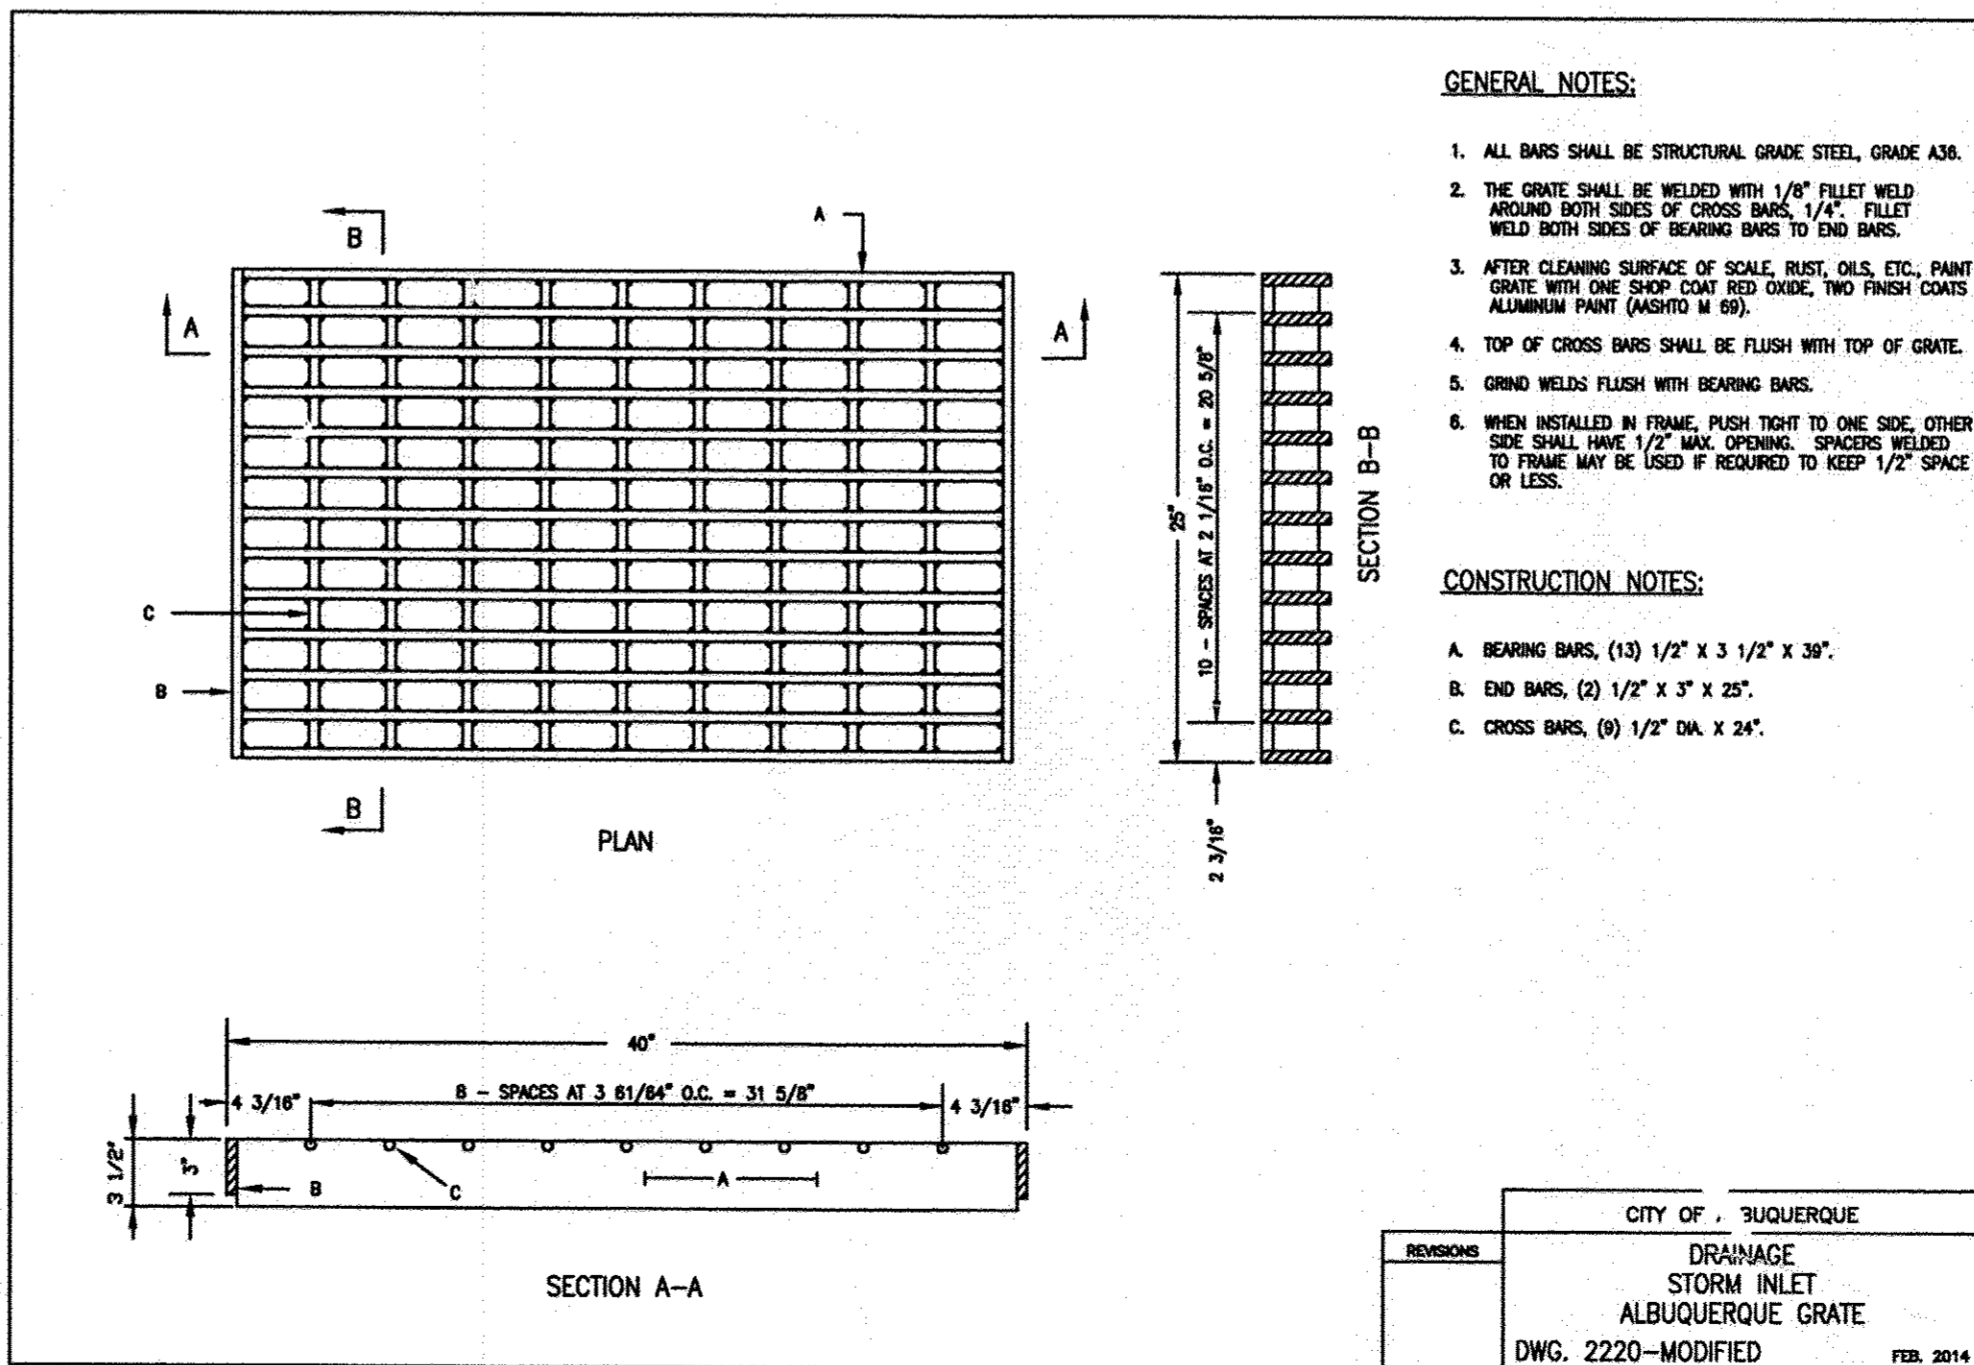 GENERAL NOTES:
1. ALL BARS SHALL BE STRUCTURAL GRADE STEEL, GRADE A36.
2. THE GRATE SHALL BE WELDED WITH 1/8" FILLET WELD
AROUND BOTH SIDES OF CROSS BARS, 1/4". FILLET
WELD BOTH SIDES OF BEARING BARS TO END BARS.
3. AFTER CLEANING SURFACE OF SCALE, RUST, OILS, ETC., PAINT
GRATE WITH ONE SHOP COAT RED OXIDE, TWO FINISH COATS
ALUMINUM PAINT (AASHTO M 69).
4. TOP OF CROSS BARS SHALL BE FLUSH WITH TOP OF GRATE.
5. GRIND WELDS FLUSH WITH BEARING BARS.
6. WHEN INSTALLED IN FRAME, PUSH TIGHT TO ONE SIDE, OTHER
SIDE SHALL HAVE 1/2" MAX. OPENING. SPACERS WELDED
TO FRAME MAY BE USED IF REQUIRED TO KEEP 1/2" SPACE
OR LESS.
CONSTRUCTION NOTES:
A. BEARING BARS, (13) 1/2" X 3 1/2" X 39".
B. END BARS, (2) 1/2" X 3" X 25".
C. CROSS BARS, (9) 1/2" DIA. X 24".
B
A
A
A
C
B
B
PLAN
25"
10 - SPACES AT 2 1/16" O.C. = 20 5/8"
2 3/16"
SECTION B-B
40"
4 3/16"
8 - SPACES AT 3 61/64" O.C. = 31 5/8"
4 3/16"
3 1/2"
3"
B
C
A
SECTION A-A
CITY OF BUQUERQUE
REVISIONS
DRAINAGE
STORM INLET
ALBUQUERQUE GRATE
DWG. 2220-MODIFIED
FEB. 2014